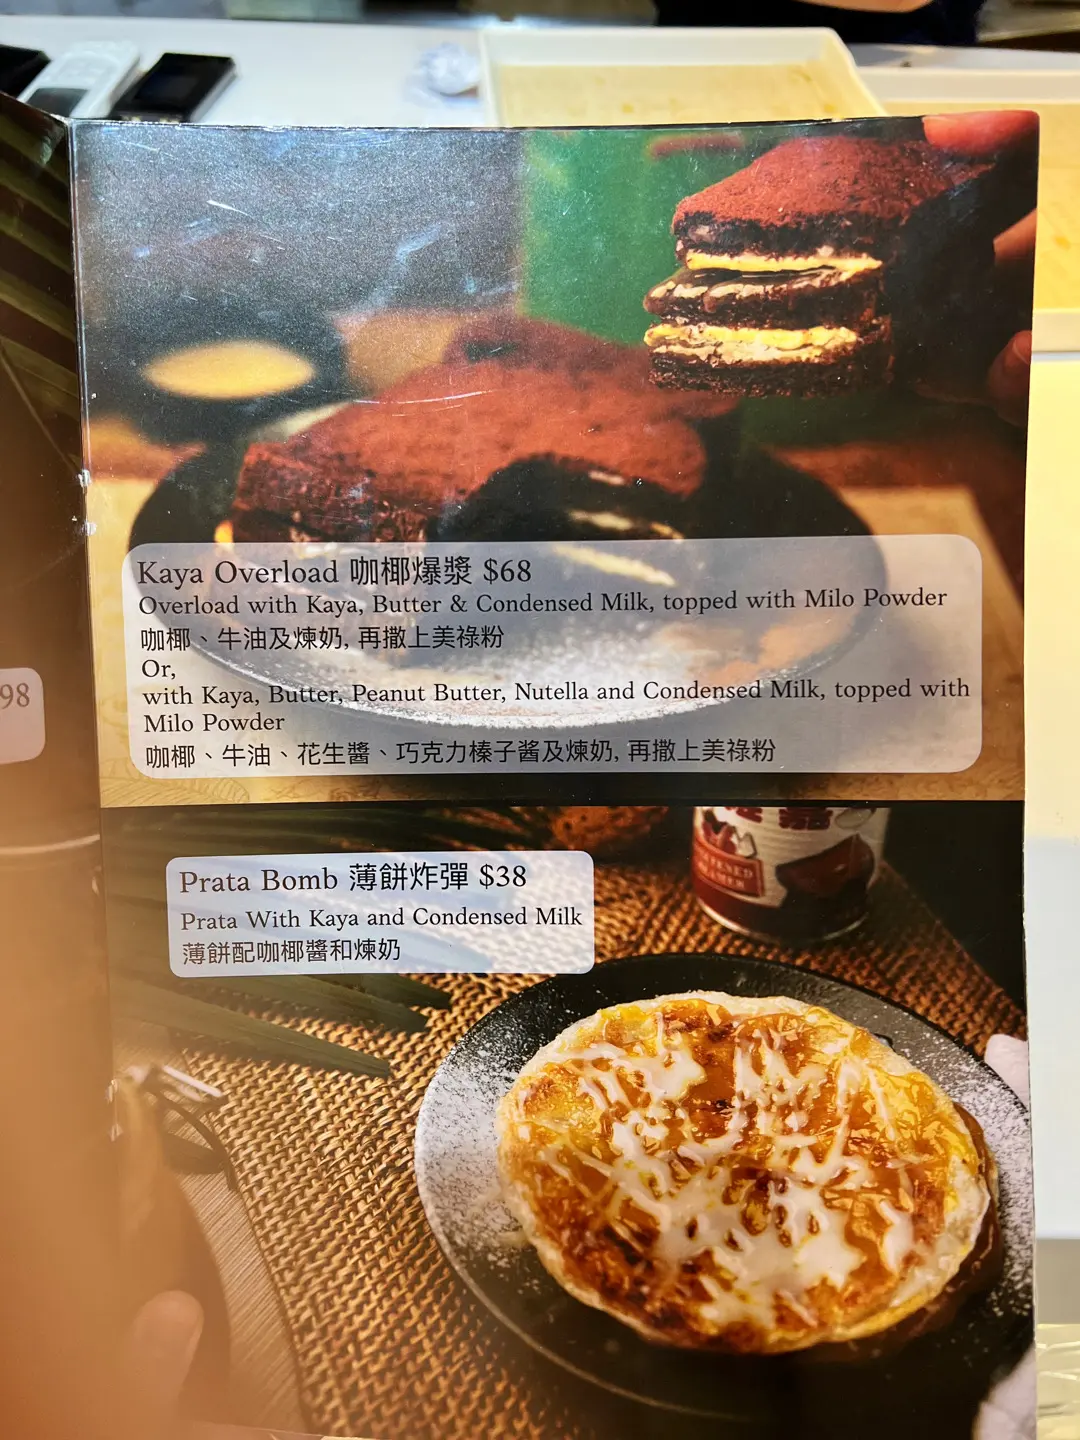 Kaya Overload 咖椰爆漿 $68
Overload with Kaya, Butter & Condensed Milk, topped with Milo Powder
咖椰、牛油及煉奶, 再撒上美祿粉
Or,
with Kaya, Butter, Peanut Butter, Nutella and Condensed Milk, topped with
Milo Powder
咖椰、牛油、花生醬、巧克力榛子酱及煉奶, 再撒上美祿粉
98
Prata Bomb 薄餅炸彈 $38
Prata With Kaya and Condensed Milk
薄餅配咖椰醬和煉奶